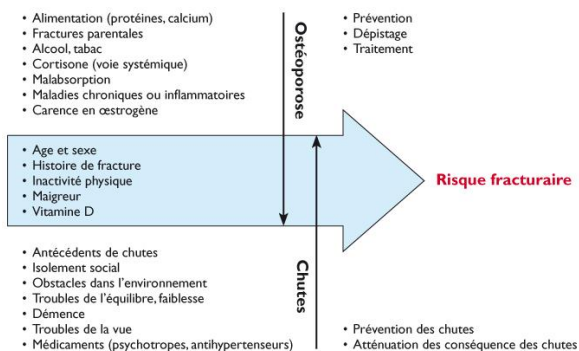 • Alimentation (protéines, calcium)
• Fractures parentales
• Alcool, tabac
• Cortisone (voie systémique)
• Malabsorption
• Maladies chroniques ou inflammatoires
• Carence en œstrogène
Ostéoporose
• Prévention
• Dépistage
• Traitement
• Age et sexe
• Histoire de fracture
• Inactivité physique
• Maigreur
• Vitamine D
Risque fracturaire
• Antécédents de chutes
• Isolement social
• Obstacles dans l'environnement
• Troubles de l'équilibre, faiblesse
• Démence
• Troubles de la vue
• Médicaments (psychotropes, antihypertenseurs)
Chutes
• Prévention des chutes
• Atténuation des conséquence des chutes